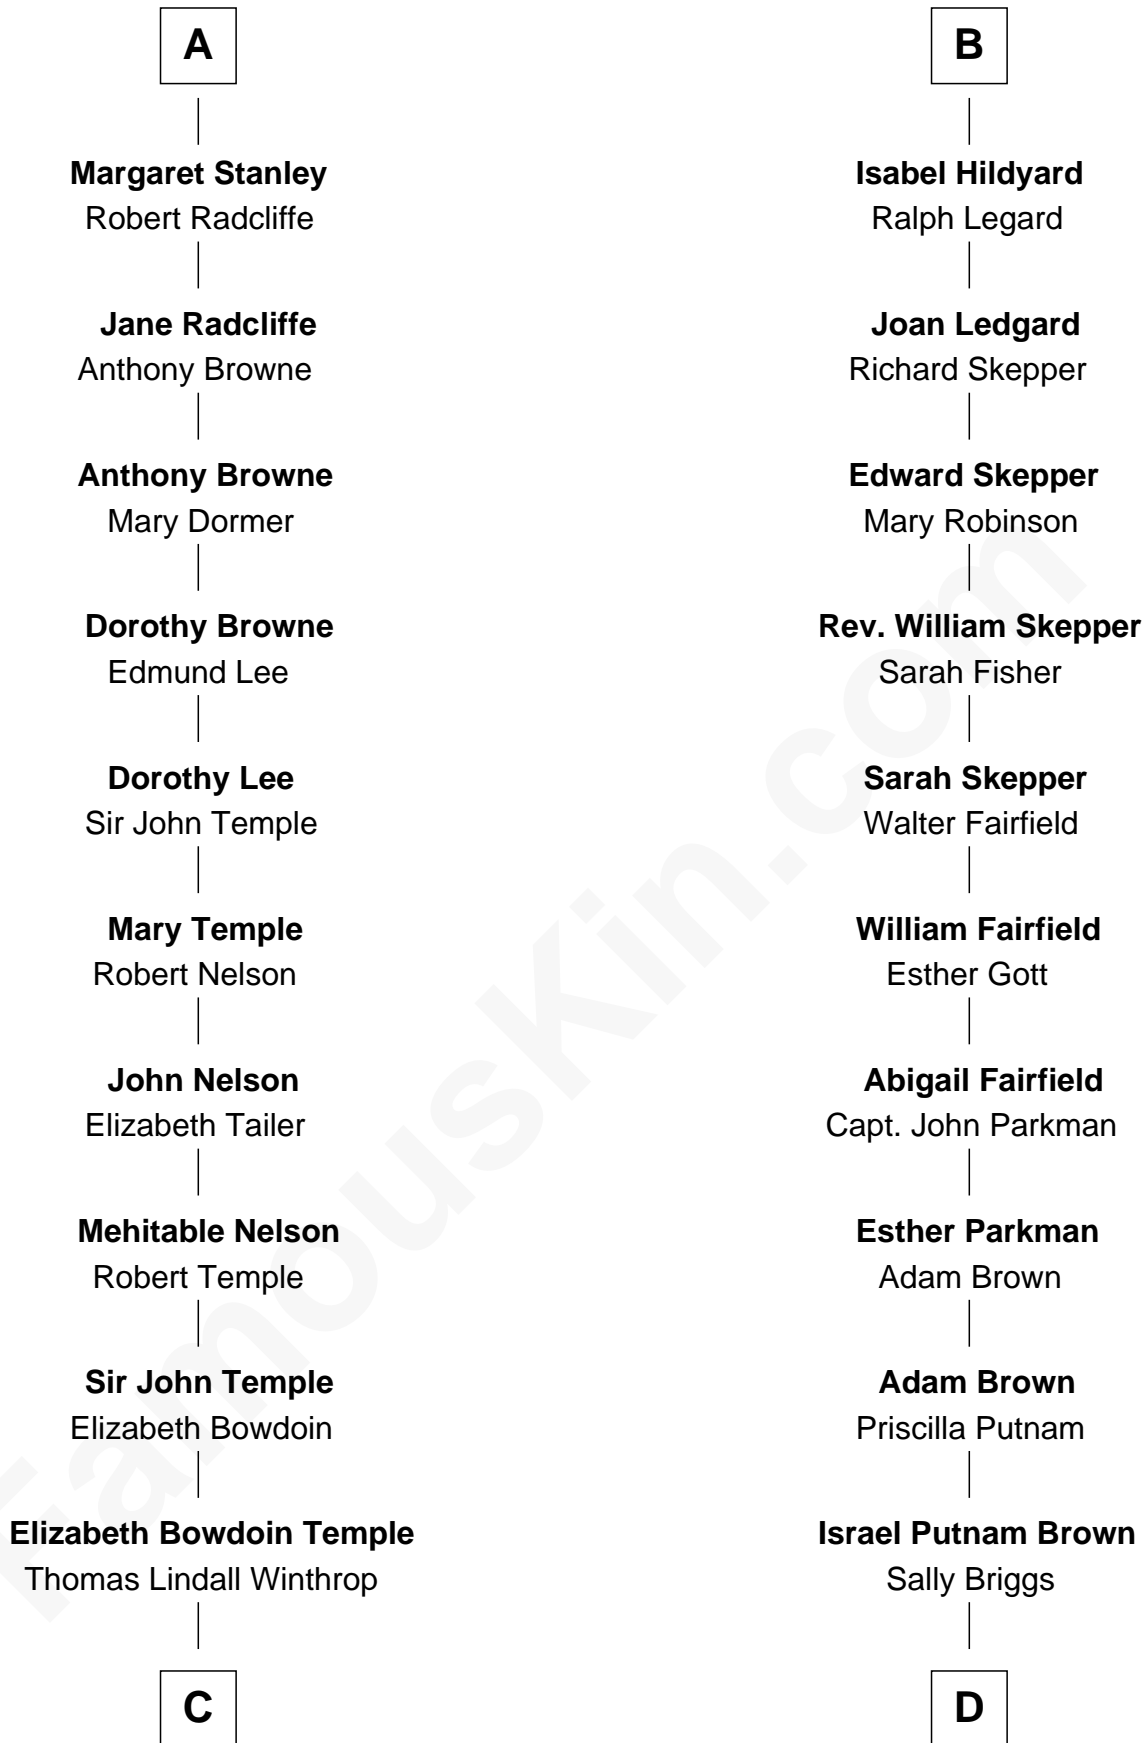 A
Margaret Stanley
Robert Radcliffe
Jane Radcliffe
Anthony Browne
Anthony Browne
Mary Dormer
Dorothy Browne
Edmund Lee
Dorothy Lee
Sir John Temple
Mary Temple
Robert Nelson
John Nelson
Elizabeth Tailer
Mehitable Nelson
Robert Temple
Sir John Temple
Elizabeth Bowdoin
Elizabeth Bowdoin Temple
Thomas Lindall Winthrop
C
B
Isabel Hildyard
Ralph Legard
Joan Ledgard
Richard Skepper
Edward Skepper
Mary Robinson
Rev. William Skepper
Sarah Fisher
Sarah Skepper
Walter Fairfield
William Fairfield
Esther Gott
Abigail Fairfield
Capt. John Parkman
Esther Parkman
Adam Brown
Adam Brown
Priscilla Putnam
Israel Putnam Brown
Sally Briggs
D
FamousKin.com